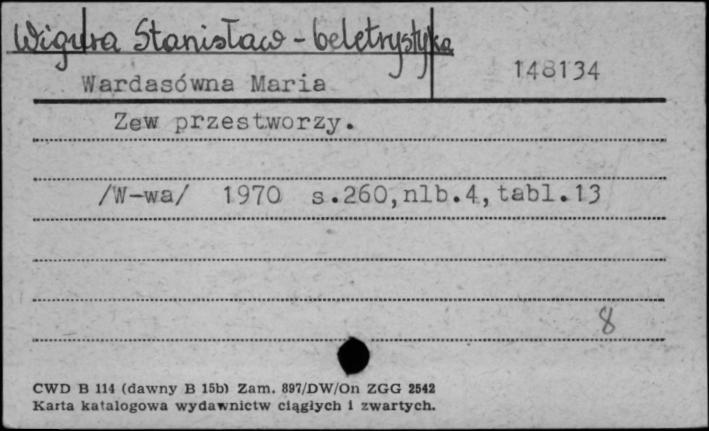 Wigura Stanisław - beletrystyka
Wardasówna Maria 148134
Zew przestworzy.
/W-wa/ 1970 s.260,nlb.4,tabl.13
8
CWD B 114 (dawny B 15b) Zam. 897/DW/On ZGG 2542
Karta katalogowa wydawnictw ciągłych i zwartych.